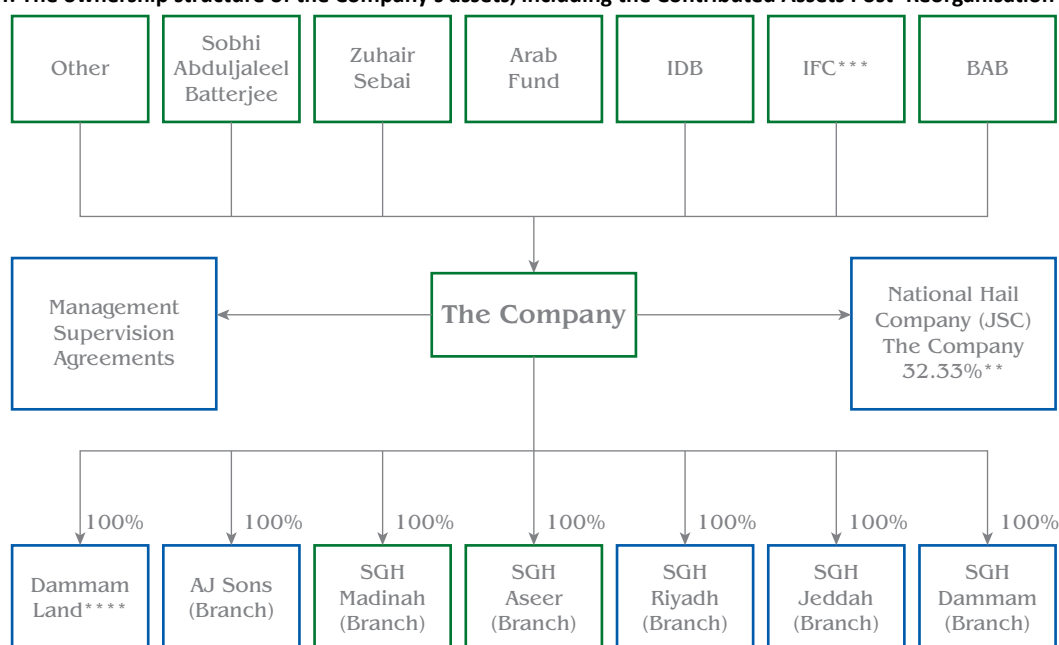 The Ownership Structure of the Company's assets, including the Contributed Assets Post- Reorganisation
Other
Sobhi
Abduljaleel
Batterjee
Zuhair
Sebai
Arab
Fund
IDB
IFC***
BAB
Management
Supervision
Agreements
The Company
National Hail
Company (JSC)
The Company
32.33%**
100%
100%
100%
100%
100%
100%
100%
Dammam
Land****
AJ Sons
(Branch)
SGH
Madinah
(Branch)
SGH
Aseer
(Branch)
SGH
Riyadh
(Branch)
SGH
Jeddah
(Branch)
SGH
Dammam
(Branch)